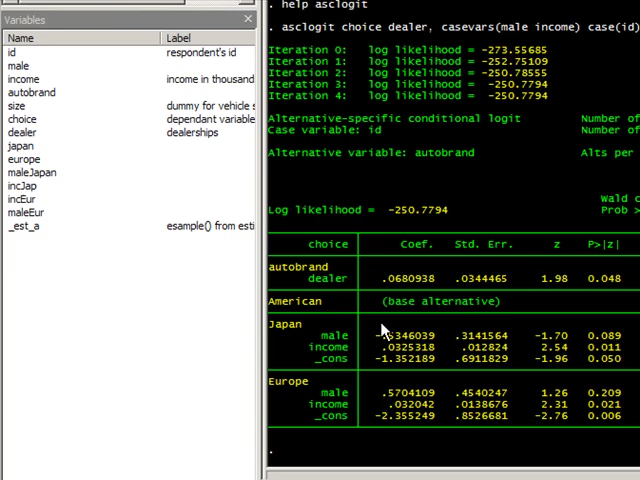 Variables
Name Label
id respondent's id
male
income income in thousand
autobrand
size dummy for vehicle s
choice dependant variable
dealer dealerships
japan
europe
maleJapan
incJap
incEur
maleEur
_est_a esample() from esti
. help asclogit
. asclogit choice dealer, casevars(male income) case(id)
Iteration 0: log likelihood = -273.55685
Iteration 1: log likelihood = -252.75109
Iteration 2: log likelihood = -250.78555
Iteration 3: log likelihood = -250.7794
Iteration 4: log likelihood = -250.7794
Alternative-specific conditional logit Number of
Case variable: id Number of
Alternative variable: autobrand Alts per
Wald c
Log likelihood = -250.7794 Prob >
choice Coef. Std. Err. z P>|z|
autobrand
dealer .0680938 .0344465 1.98 0.048
American (base alternative)
Japan
male .3141564 -1.70 0.089
income .0325318 .012824 2.54 0.011
_cons -1.352189 .6911829 -1.96 0.050
Europe
male .5704109 .4540247 1.26 0.209
income .032042 .0138676 2.31 0.021
_cons -2.355249 .8526681 -2.76 0.006
.